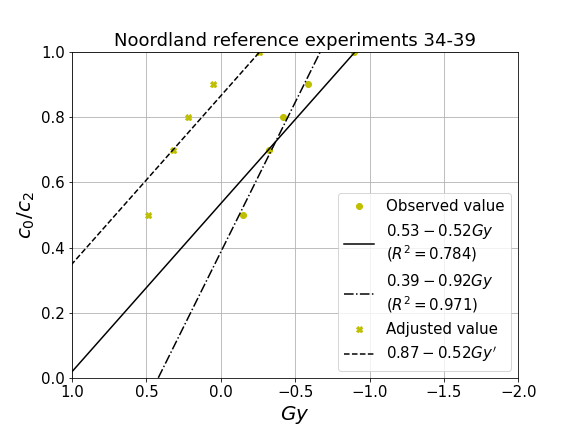 Noordland reference experiments 34-39
1.0
0.8
0.6
0.4
0.2
0.0
c₀/c₂
1.0 0.5 0.0 −0.5 −1.0 −1.5 −2.0
Gy
Observed value
0.53 − 0.52Gy
(R² = 0.784)
0.39 − 0.92Gy
(R² = 0.971)
Adjusted value
0.87 − 0.52Gy′